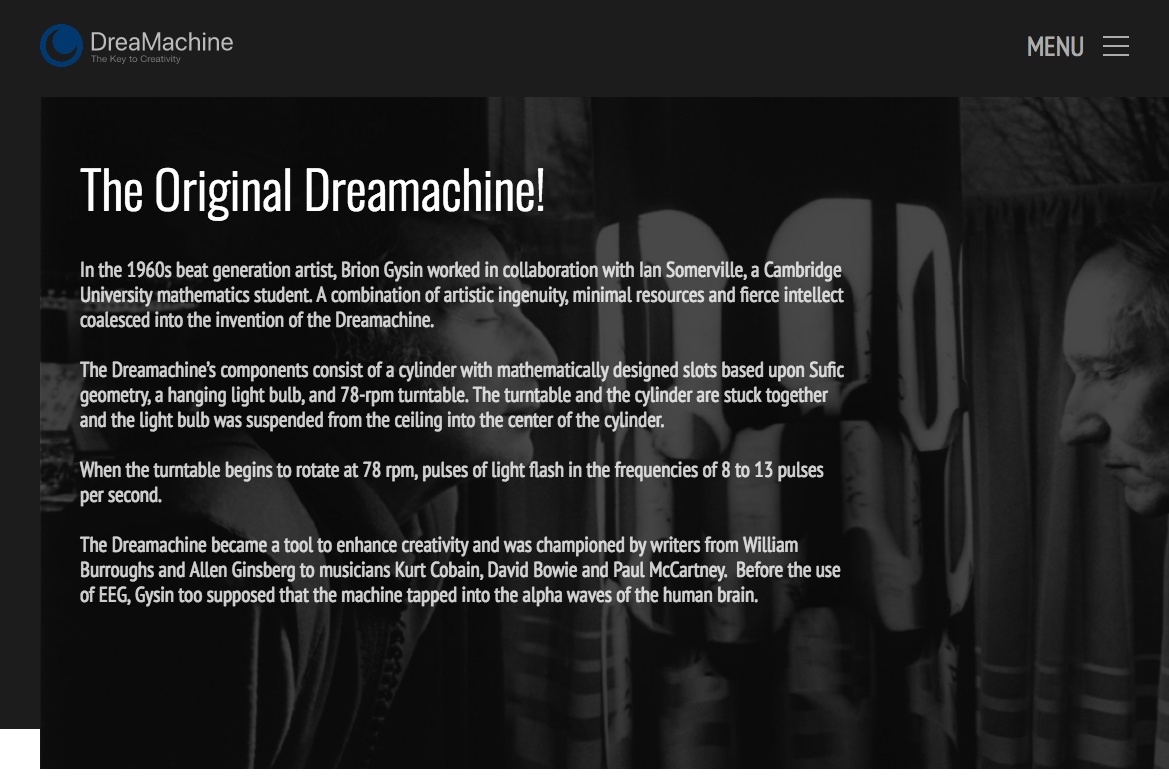 DreaMachine
The Key to Creativity
MENU
The Original Dreamachine!
In the 1960s beat generation artist, Brion Gysin worked in collaboration with Ian Somerville, a Cambridge
University mathematics student. A combination of artistic ingenuity, minimal resources and fierce intellect
coalesced into the invention of the Dreamachine.
The Dreamachine’s components consist of a cylinder with mathematically designed slots based upon Sufic
geometry, a hanging light bulb, and 78-rpm turntable. The turntable and the cylinder are stuck together
and the light bulb was suspended from the ceiling into the center of the cylinder.
When the turntable begins to rotate at 78 rpm, pulses of light flash in the frequencies of 8 to 13 pulses
per second.
The Dreamachine became a tool to enhance creativity and was championed by writers from William
Burroughs and Allen Ginsberg to musicians Kurt Cobain, David Bowie and Paul McCartney.  Before the use
of EEG, Gysin too supposed that the machine tapped into the alpha waves of the human brain.